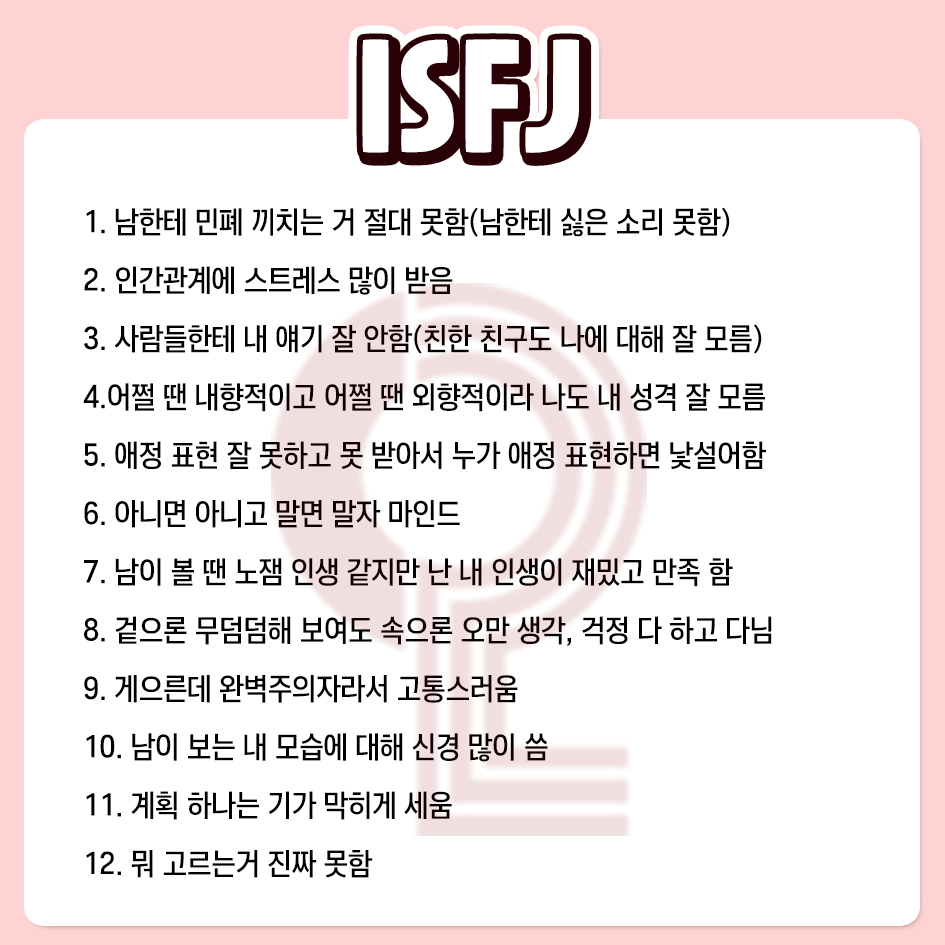 ISFJ
1. 남한테 민폐 끼치는 거 절대 못함(남한테 싫은 소리 못함)
2. 인간관계에 스트레스 많이 받음
3. 사람들한테 내 얘기 잘 안함(친한 친구도 나에 대해 잘 모름)
4.어쩔 땐 내향적이고 어쩔 땐 외향적이라 나도 내 성격 잘 모름
5. 애정 표현 잘 못하고 못 받아서 누가 애정 표현하면 낯설어함
6. 아니면 아니고 말면 말자 마인드
7. 남이 볼 땐 노잼 인생 같지만 난 내 인생이 재밌고 만족 함
8. 겉으론 무덤덤해 보여도 속으론 오만 생각, 걱정 다 하고 다님
9. 게으른데 완벽주의자라서 고통스러움
10. 남이 보는 내 모습에 대해 신경 많이 씀
11. 계획 하나는 기가 막히게 세움
12. 뭐 고르는거 진짜 못함